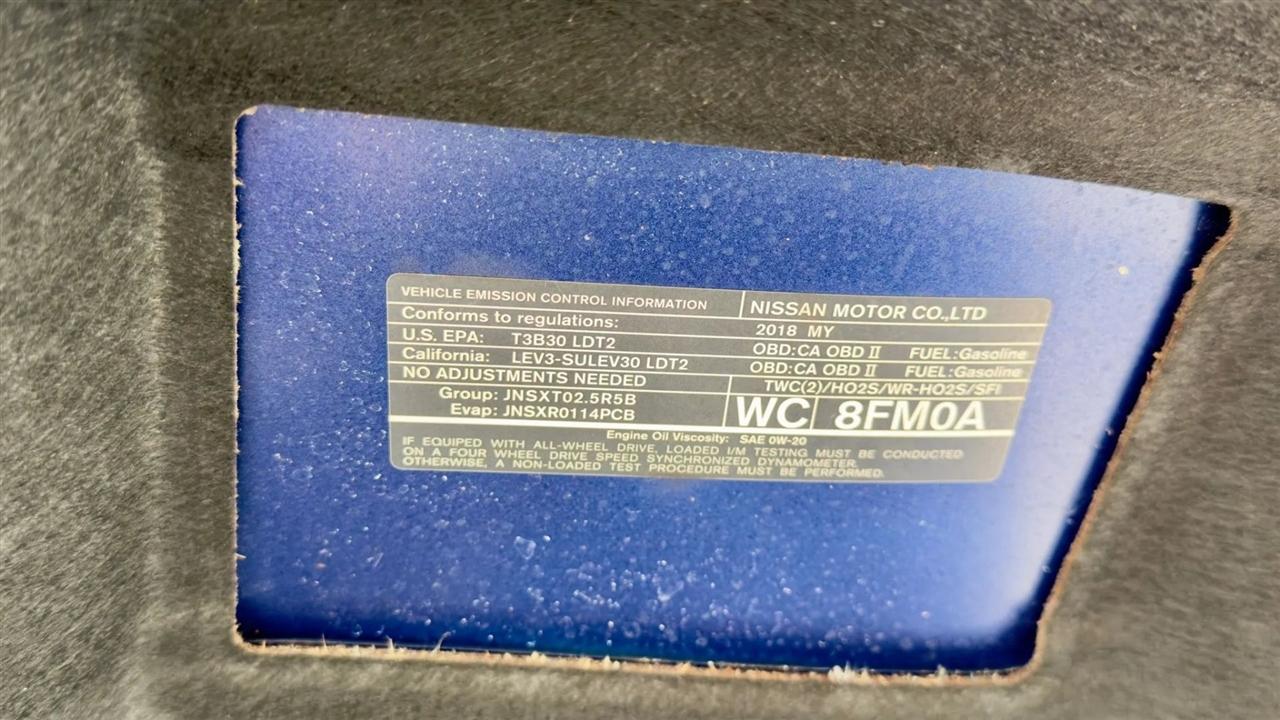 VEHICLE EMISSION CONTROL INFORMATION
NISSAN MOTOR CO.,LTD
Conforms to regulations:
2018 MY
U.S. EPA: T3B30 LDT2 OBD:CA OBD II FUEL:Gasoline
California: LEV3-SULEV30 LDT2 OBD:CA OBD II FUEL:Gasoline
NO ADJUSTMENTS NEEDED
TWC(2)/HO2S/WR-HO2S/SFI
Group: JNSXT02.5R5B
Evap: JNSXR0114PCB
WC 8FM0A
Engine Oil Viscosity: SAE 0W-20
IF EQUIPED WITH ALL-WHEEL DRIVE, LOADED I/M TESTING MUST BE CONDUCTED
ON A FOUR WHEEL DRIVE SPEED SYNCHRONIZED DYNAMOMETER.
OTHERWISE, A NON-LOADED TEST PROCEDURE MUST BE PERFORMED.